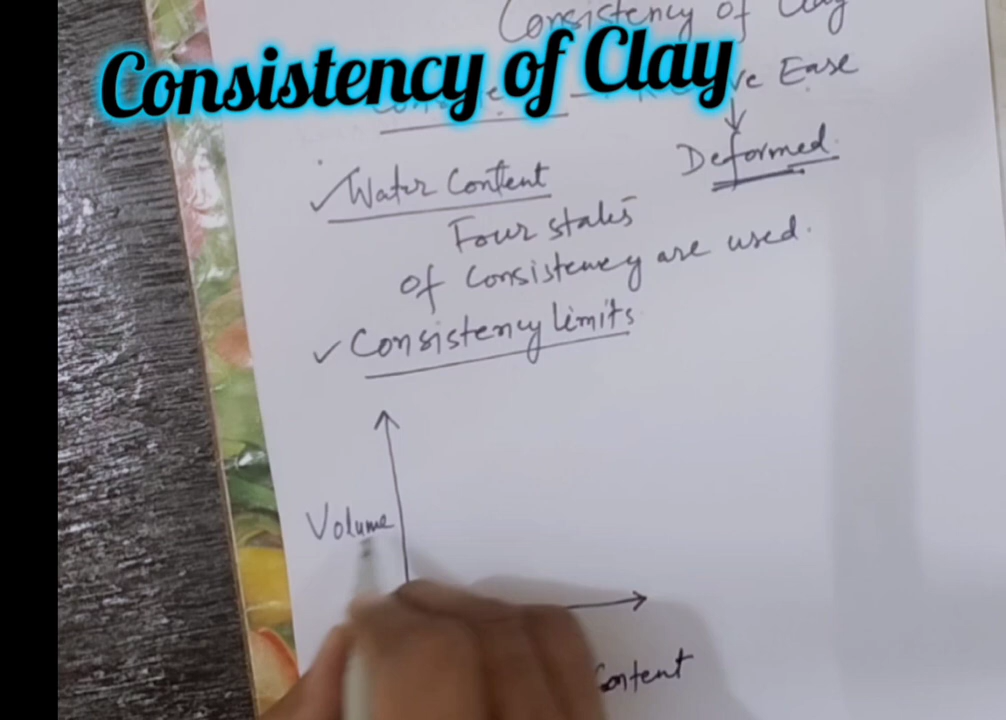 Consistency of Clay
Consistency of Clay
Ease
Deformed
Water Content
Four states
of Consistency are used.
Consistency limits
Volume
Content